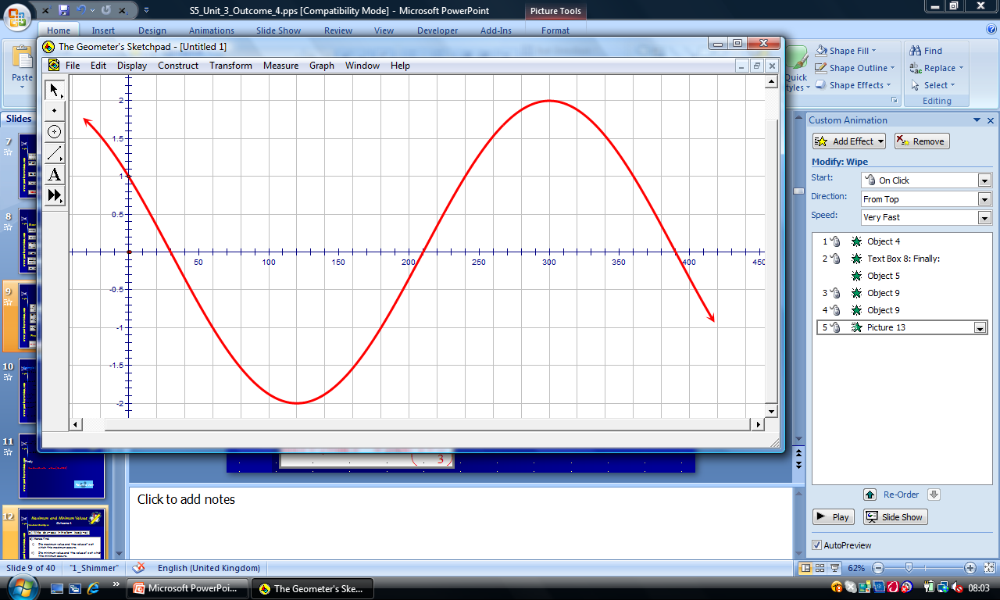 S5_Unit_3_Outcome_4.pps [Compatibility Mode] - Microsoft PowerPoint
Picture Tools
Home Insert Design Animations Slide Show Review View Developer Add-Ins Format
Paste
Quick
Styles
Shape Fill
Shape Outline
Shape Effects
Find
Replace
Select
Editing
The Geometer's Sketchpad - [Untitled 1]
File Edit Display Construct Transform Measure Graph Window Help
A
2
1.5
1
0.5
-0.5
-1
-1.5
-2
50 100 150 200 250 300 350 400 450
Slides
7
8
9
10
11
12
Maximum and Minimum Values
3
Click to add notes
Custom Animation
Add Effect
Remove
Modify: Wipe
Start: On Click
Direction: From Top
Speed: Very Fast
1 Object 4
2 Text Box 8: Finally:
Object 5
3 Object 9
4 Object 9
5 Picture 13
Re-Order
Play
Slide Show
AutoPreview
Slide 9 of 40
"1_Shimmer"
English (United Kingdom)
62%
Microsoft PowerPoi...
The Geometer's Ske...
08:03